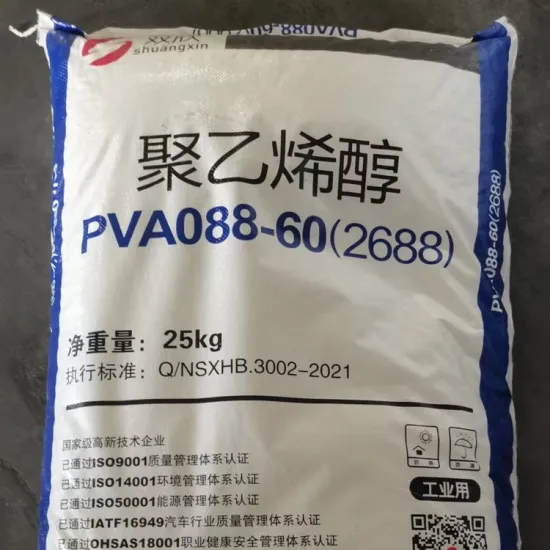 双欣
shuangxin
PVA088-60(
聚乙烯醇
PVA088-60(2688)
净重量：25kg
执行标准：Q/NSXHB.3002-2021
国家级高新技术企业
已通过ISO9001质量管理体系认证
已通过ISO14001环境管理体系认证
已通过ISO50001能源管理体系认证
已通过IATF16949汽车行业质量管理体系认证
已通过OHSAS18001职业健康安全管理体系认证
工业用
PVA088-60(2688)